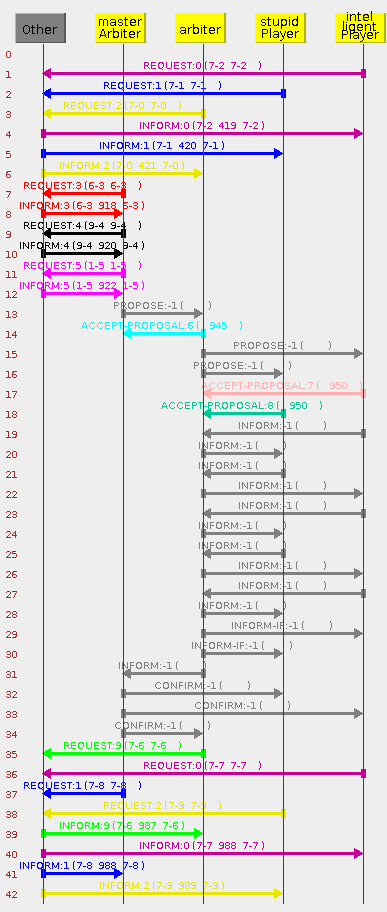 Other
master
Arbiter
arbiter
stupid
Player
intel
ligent
Player
0
1 REQUEST:0 (7-2 7-2 )
2 REQUEST:1 (7-1 7-1 )
3 REQUEST:2 (7-0 7-0 )
4 INFORM:0 (7-2 419 7-2 )
5 INFORM:1 (7-1 420 7-1 )
6 INFORM:2 (7-0 421 7-0 )
7 REQUEST:3 (6-3 6-3 )
8 INFORM:3 (6-3 918 6-3 )
9 REQUEST:4 (9-4 9-4 )
10 INFORM:4 (9-4 920 9-4 )
11 REQUEST:5 (1-5 1-5 )
12 INFORM:5 (1-5 922 1-5 )
13 PROPOSE:-1 ( )
14 ACCEPT-PROPOSAL:6 ( 945 )
15 PROPOSE:-1 ( )
16 PROPOSE:-1 ( )
17 ACCEPT-PROPOSAL:7 ( 950 )
18 ACCEPT-PROPOSAL:8 ( 950 )
19 INFORM:-1 ( )
20 INFORM:-1 ( )
21 INFORM:-1 ( )
22 INFORM:-1 ( )
23 INFORM:-1 ( )
24 INFORM:-1 ( )
25 INFORM:-1 ( )
26 INFORM:-1 ( )
27 INFORM:-1 ( )
28 INFORM:-1 ( )
29 INFORM-IF:-1 ( )
30 INFORM-IF:-1 ( )
31 INFORM:-1 ( )
32 CONFIRM:-1 ( )
33 CONFIRM:-1 ( )
34 CONFIRM:-1 ( )
35 REQUEST:9 (7-6 7-6 )
36 REQUEST:0 (7-7 7-7 )
37 REQUEST:1 (7-8 7-8 )
38 REQUEST:2 (7-9 7-9 )
39 INFORM:9 (7-6 987 7-6 )
40 INFORM:0 (7-7 988 7-7 )
41 INFORM:1 (7-8 988 7-8 )
42 INFORM:2 (7-9 989 7-9 )